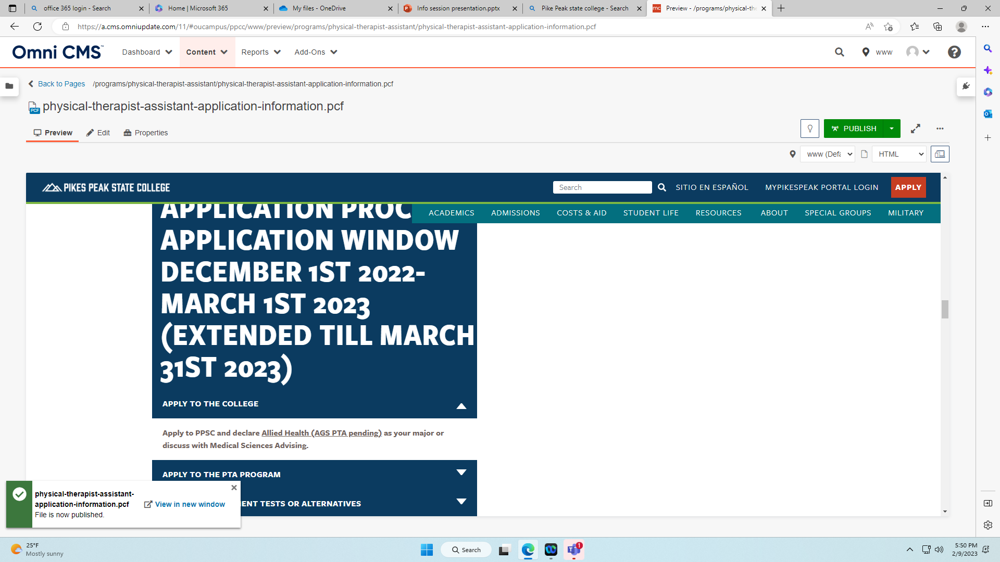 office 365 login - Search
Home | Microsoft 365
My files - OneDrive
Info session presentation.pptx
Pike Peak state college - Search
mc Preview - /programs/physical-the
https://a.cms.omniupdate.com/11/#oucampus/ppcc/www/preview/programs/physical-therapist-assistant/physical-therapist-assistant-application-information.pcf
Omni CMS™
Dashboard
Content
Reports
Add-Ons
www
Back to Pages
/programs/physical-therapist-assistant/physical-therapist-assistant-application-information.pcf
PCF
physical-therapist-assistant-application-information.pcf
Preview
Edit
Properties
PUBLISH
www (Defa
HTML
PIKES PEAK STATE COLLEGE
Search
SITIO EN ESPAÑOL
MYPIKESPEAK PORTAL LOGIN
APPLY
ACADEMICS
ADMISSIONS
COSTS & AID
STUDENT LIFE
RESOURCES
ABOUT
SPECIAL GROUPS
MILITARY
APPLICATION PROC
APPLICATION WINDOW
DECEMBER 1ST 2022-
MARCH 1ST 2023
(EXTENDED TILL MARCH
31ST 2023)
APPLY TO THE COLLEGE
Apply to PPSC and declare Allied Health (AGS PTA pending) as your major or
discuss with Medical Sciences Advising.
APPLY TO THE PTA PROGRAM
ENT TESTS OR ALTERNATIVES
physical-therapist-assistant-
application-information.pcf
File is now published.
View in new window
25°F
Mostly sunny
Search
1
5:50 PM
2/9/2023